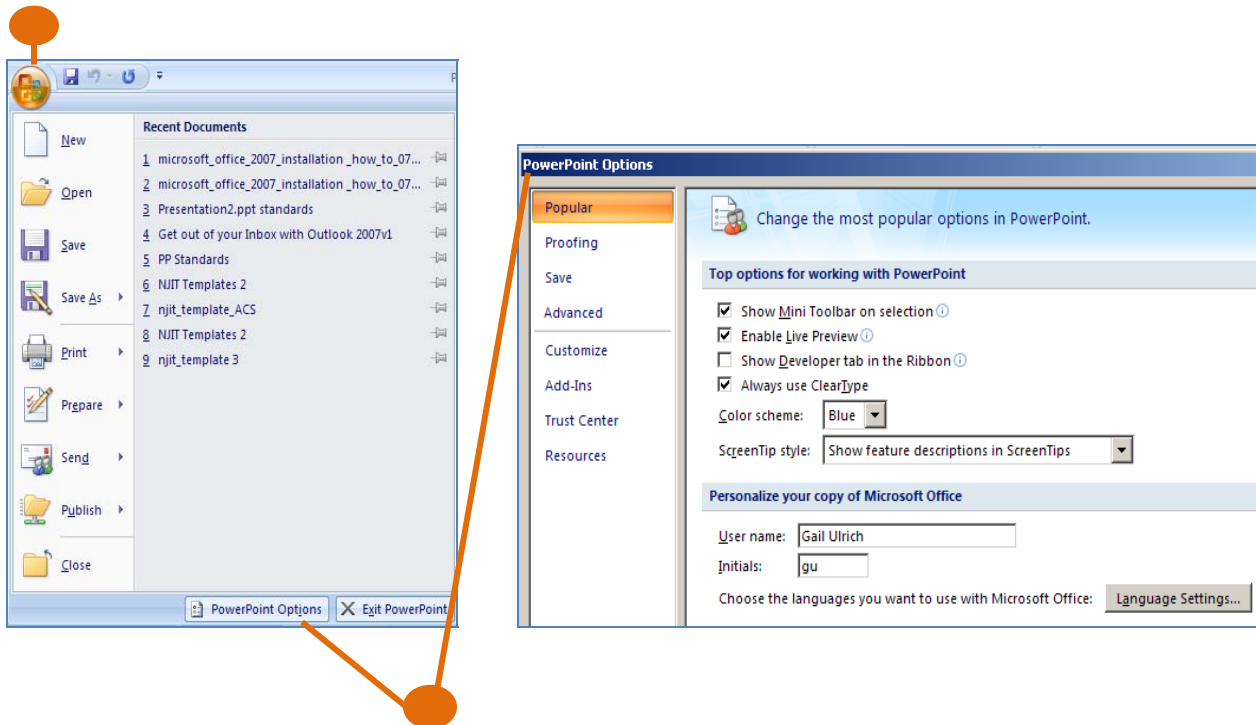 P
New
Open
Save
Save As
Print
Prepare
Send
Publish
Close
Recent Documents
1 microsoft_office_2007_installation _how_to_07...
2 microsoft_office_2007_installation _how_to_07...
3 Presentation2.ppt standards
4 Get out of your Inbox with Outlook 2007v1
5 PP Standards
6 NJIT Templates 2
7 njit_template_ACS
8 NJIT Templates 2
9 njit_template 3
PowerPoint Options
Exit PowerPoint
PowerPoint Options
Popular
Proofing
Save
Advanced
Customize
Add-Ins
Trust Center
Resources
Change the most popular options in PowerPoint.
Top options for working with PowerPoint
Show Mini Toolbar on selection
Enable Live Preview
Show Developer tab in the Ribbon
Always use ClearType
Color scheme: Blue
ScreenTip style: Show feature descriptions in ScreenTips
Personalize your copy of Microsoft Office
User name: Gail Ulrich
Initials: gu
Choose the languages you want to use with Microsoft Office: Language Settings...